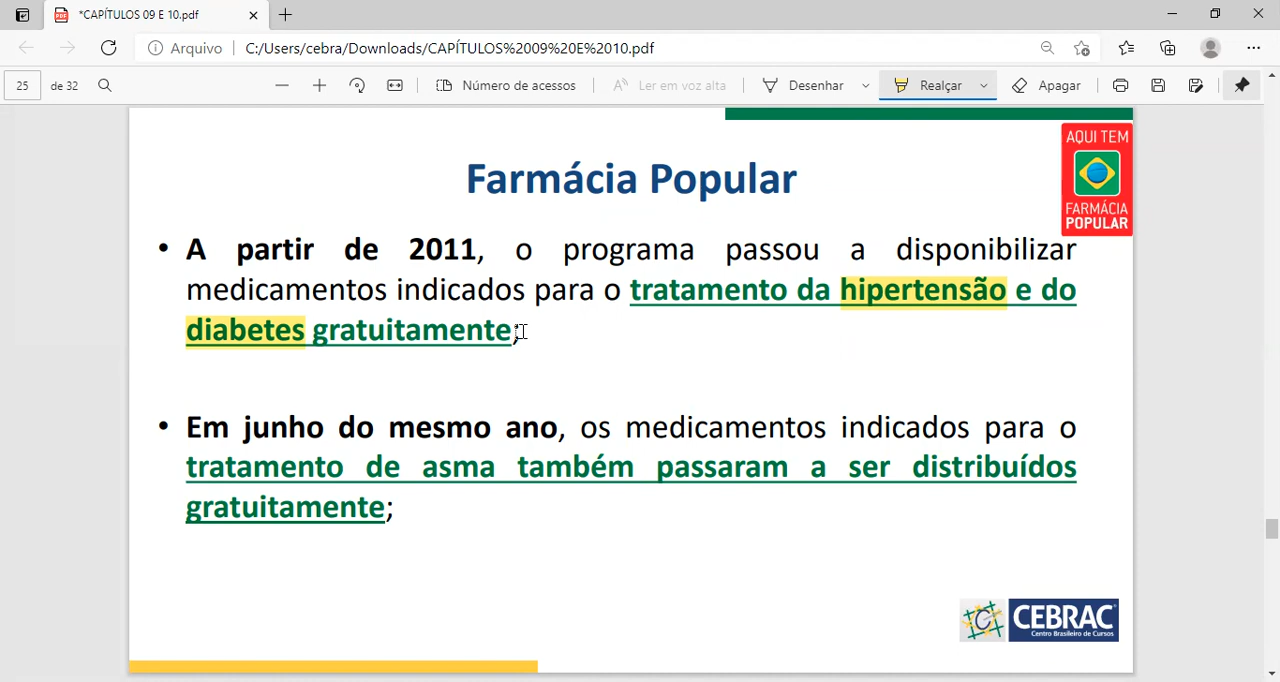 *CAPÍTULOS 09 E 10.pdf
Arquivo C:/Users/cebra/Downloads/CAPÍTULOS%2009%20E%2010.pdf
25 de 32 Número de acessos Ler em voz alta Desenhar Realçar Apagar
AQUI TEM
FARMÁCIA
POPULAR
Farmácia Popular
• A partir de 2011, o programa passou a disponibilizar
medicamentos indicados para o tratamento da hipertensão e do
diabetes gratuitamente;
• Em junho do mesmo ano, os medicamentos indicados para o
tratamento de asma também passaram a ser distribuídos
gratuitamente;
CEBRAC
Centro Brasileiro de Cursos